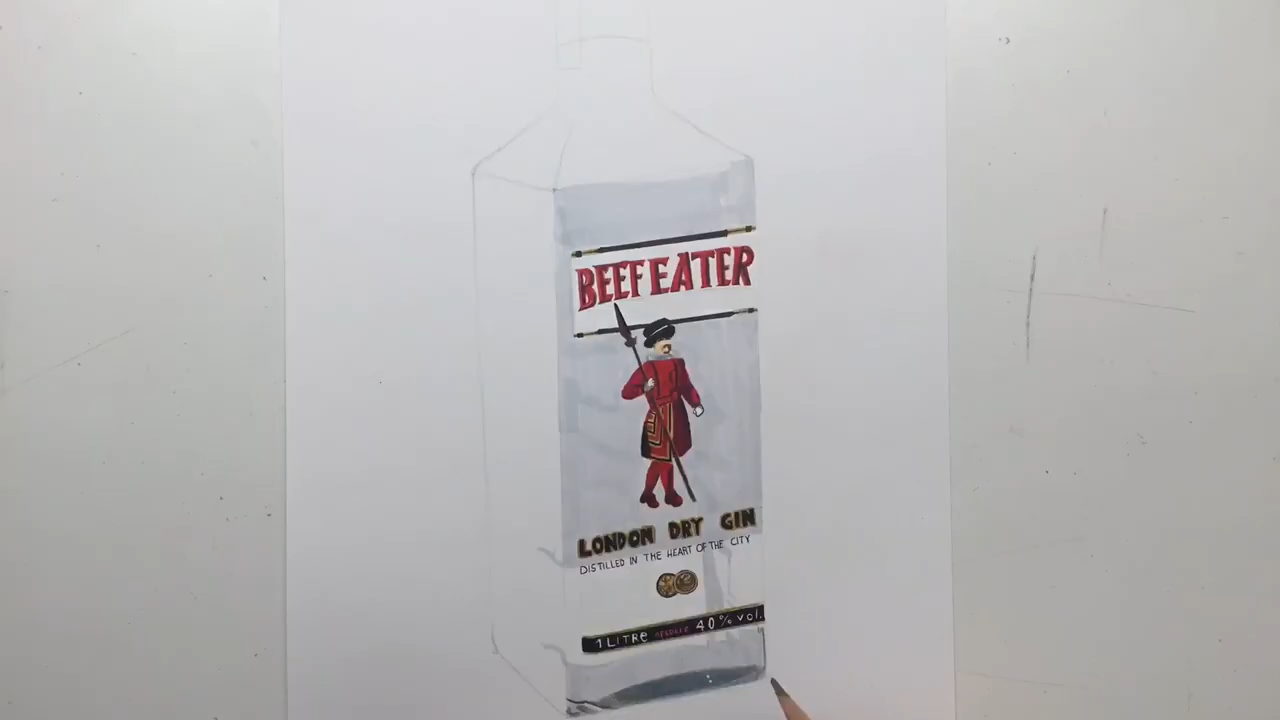 BEEFEATER
LONDON DRY GIN
DISTILLED IN THE HEART OF THE CITY
1 LITRE 40% vol.